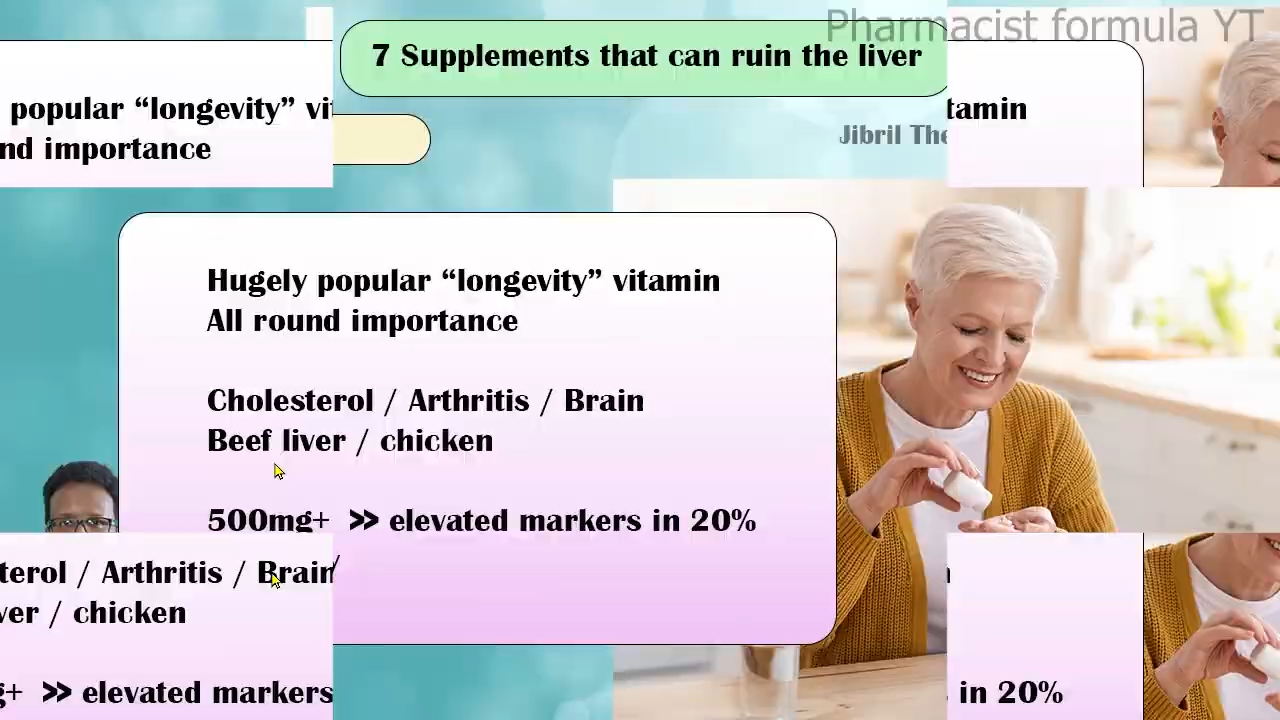 Pharmacist formula YT
7 Supplements that can ruin the liver
popular “longevity” vi
tamin
Jibril The
nd importance
Hugely popular “longevity” vitamin
All round importance
Cholesterol / Arthritis / Brain
Beef liver / chicken
500mg+ >> elevated markers in 20%
terol / Arthritis / Brain
ver / chicken
g+ >> elevated markers
in 20%